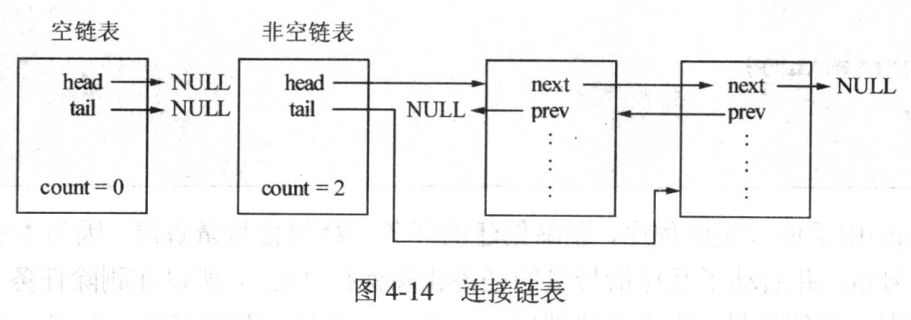 空链表 非空链表
head NULL head next next NULL
tail NULL tail NULL prev prev
count = 0 count = 2
图 4-14 连接链表